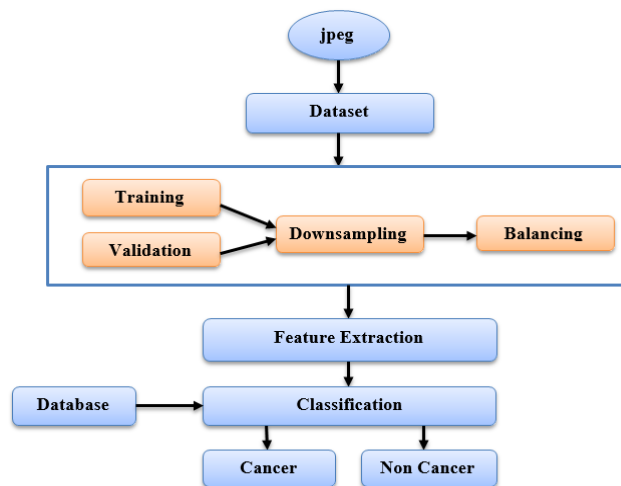 jpeg
Dataset
Training
Validation
Downsampling
Balancing
Feature Extraction
Database
Classification
Cancer
Non Cancer